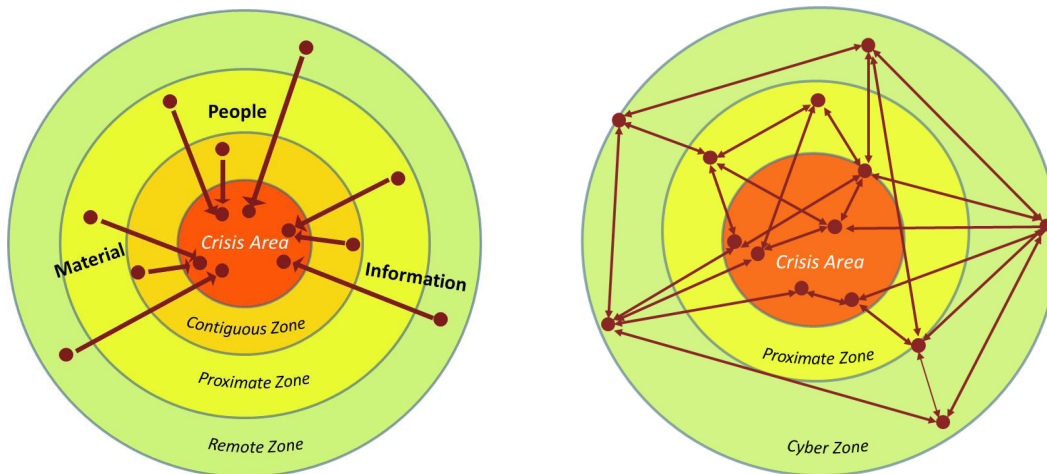 People
Crisis Area
Material
Information
Contiguous Zone
Proximate Zone
Remote Zone
Crisis Area
Proximate Zone
Cyber Zone